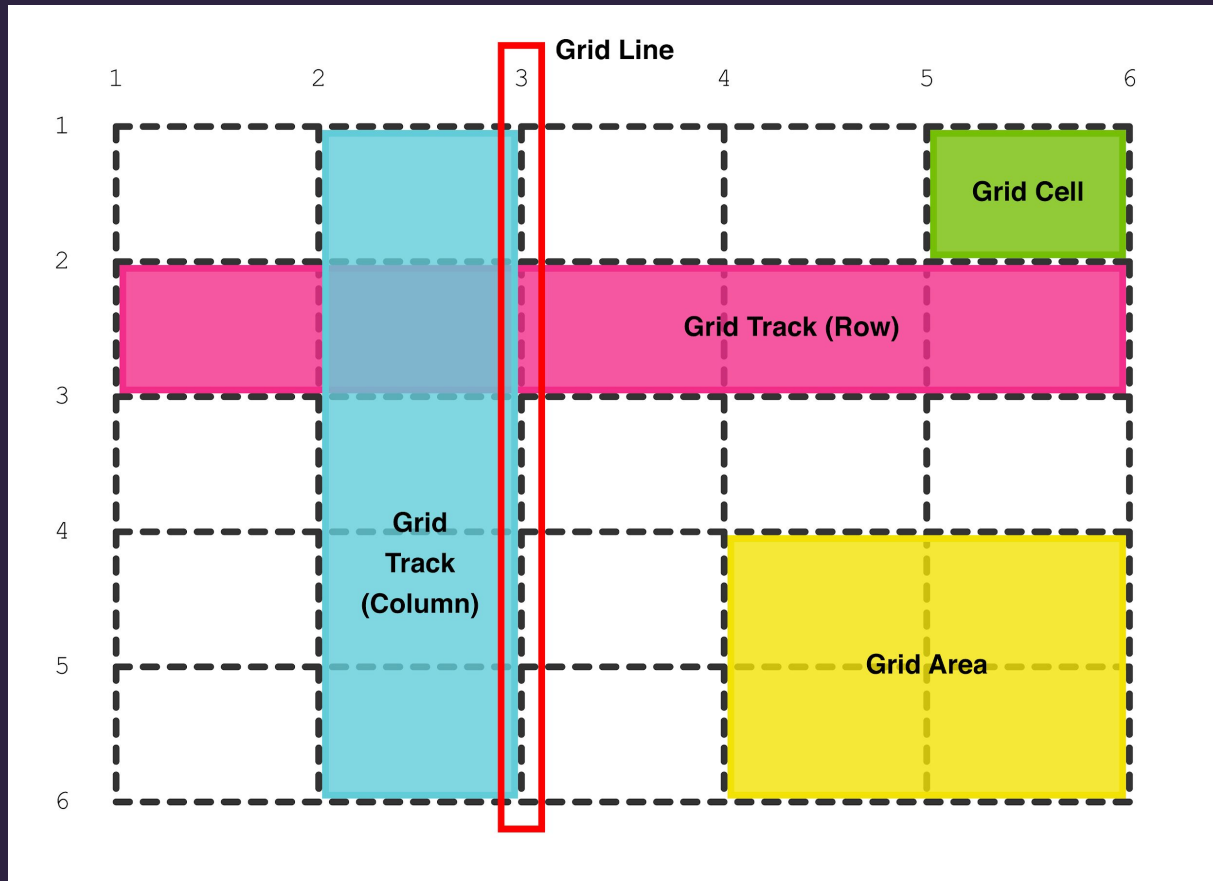 Grid Line
1 2 3 4 5 6
1
Grid Cell
2
Grid Track (Row)
3
4
Grid
Track
(Column)
5
Grid Area
6